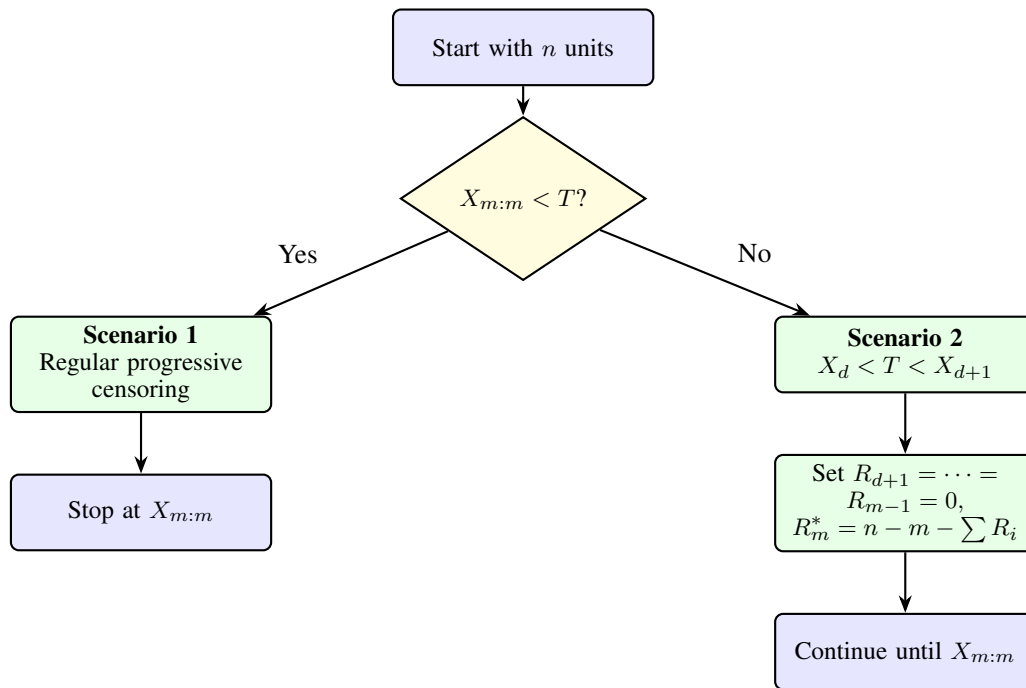 Start with n units
X_{m:m} < T?
Yes
No
Scenario 1
Regular progressive
censoring
Scenario 2
X_d < T < X_{d+1}
Stop at X_{m:m}
Set R_{d+1} = ⋯ =
R_{m−1} = 0,
R_m^* = n − m − ∑ R_i
Continue until X_{m:m}